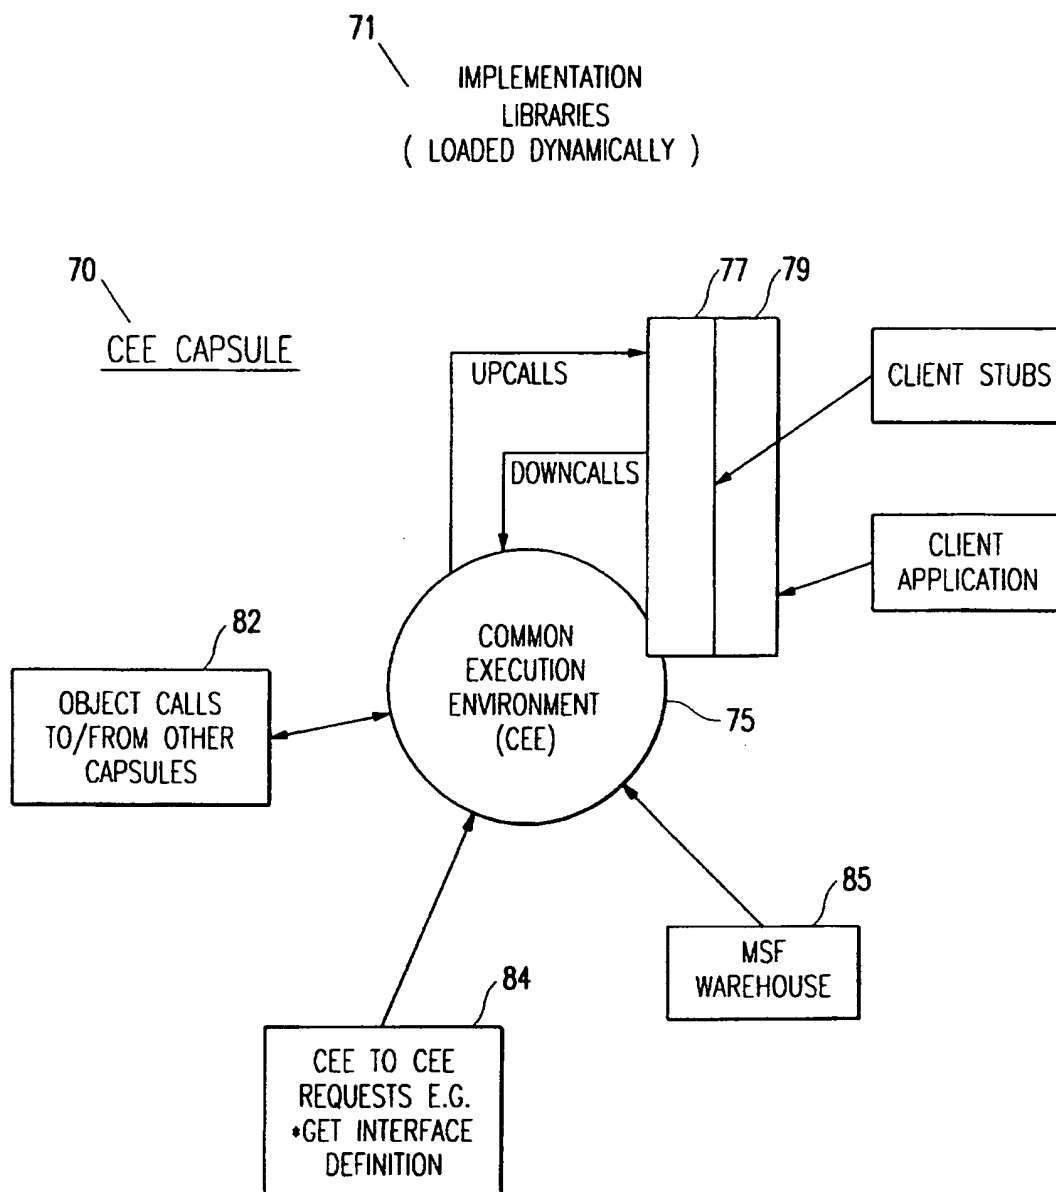 71
IMPLEMENTATION
LIBRARIES
( LOADED DYNAMICALLY )
70
CEE CAPSULE
77
79
UPCALLS
CLIENT STUBS
DOWNCALLS
CLIENT
APPLICATION
82
OBJECT CALLS
TO/FROM OTHER
CAPSULES
COMMON
EXECUTION
ENVIRONMENT
(CEE)
75
85
MSF
WAREHOUSE
84
CEE TO CEE
REQUESTS E.G.
*GET INTERFACE
DEFINITION